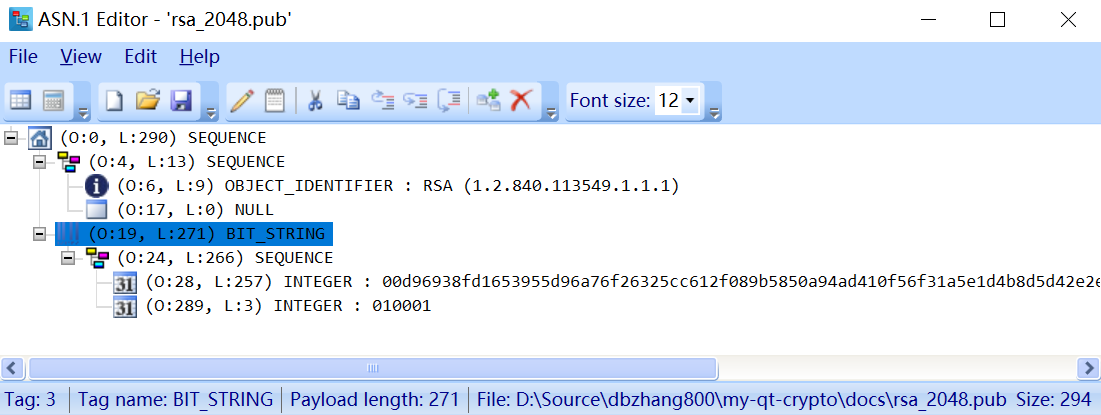 ASN.1 Editor - 'rsa_2048.pub'
File View Edit Help
Font size: 12
(O:0, L:290) SEQUENCE
(O:4, L:13) SEQUENCE
(O:6, L:9) OBJECT_IDENTIFIER : RSA (1.2.840.113549.1.1.1)
(O:17, L:0) NULL
(O:19, L:271) BIT_STRING
(O:24, L:266) SEQUENCE
31 (O:28, L:257) INTEGER : 00d96938fd1653955d96a76f26325cc612f089b5850a94ad410f56f31a5e1d4b8d5d42e2e
31 (O:289, L:3) INTEGER : 010001
Tag: 3 Tag name: BIT_STRING Payload length: 271 File: D:\Source\dbzhang800\my-qt-crypto\docs\rsa_2048.pub Size: 294